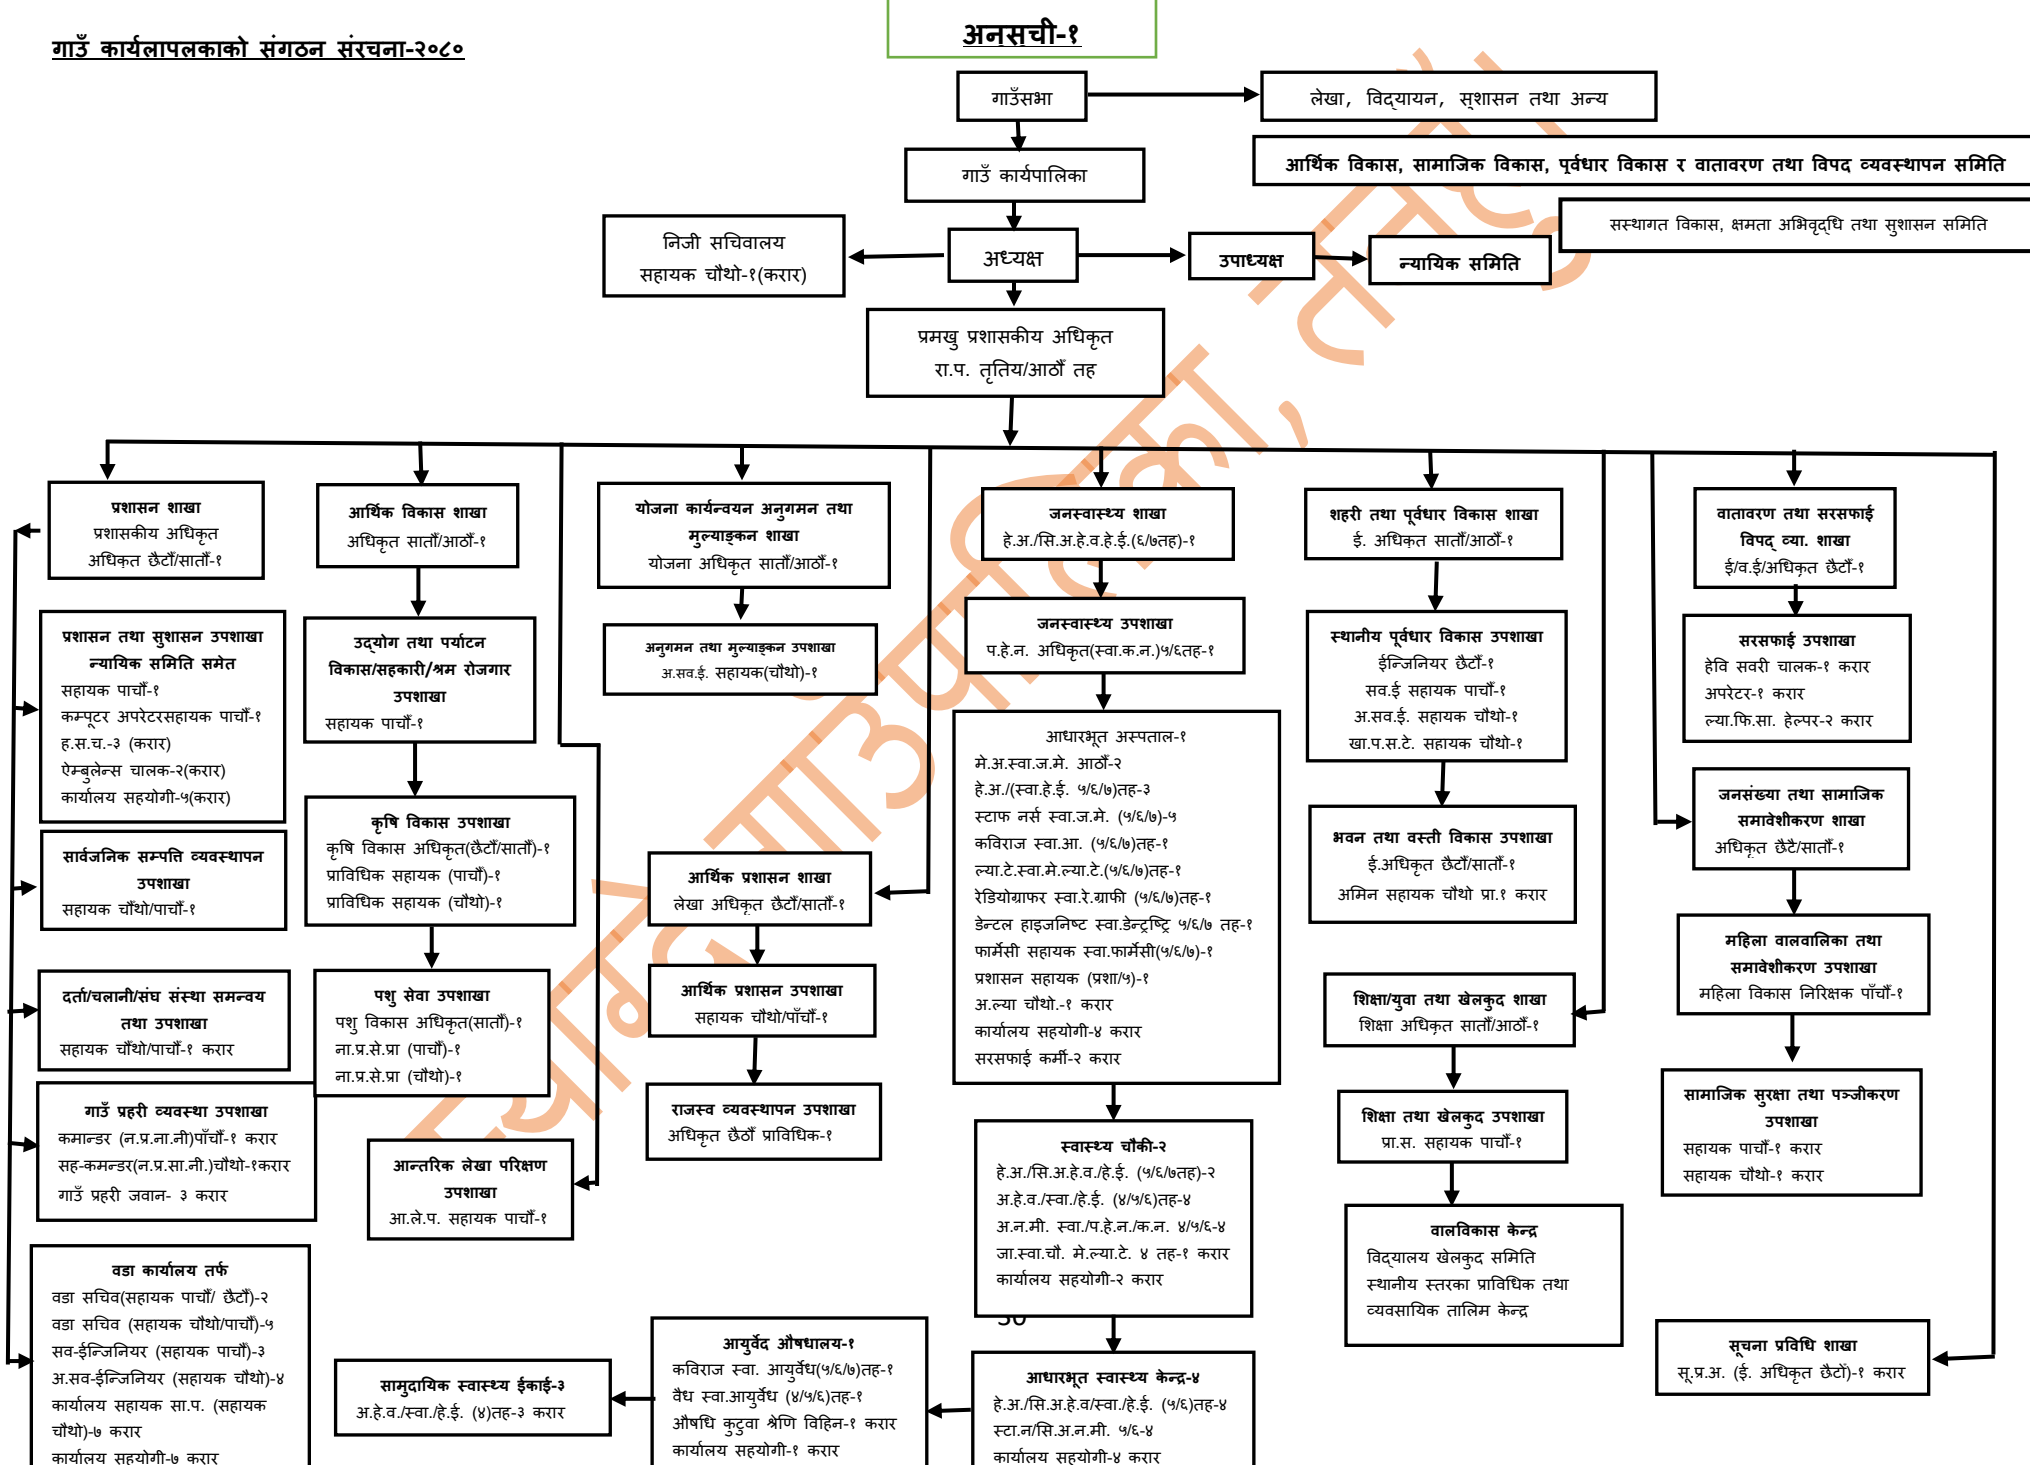 गाउँ कार्यलापलकाको संगठन संरचना-२०८०
अनुसूची-१
गाउँसभा
लेखा, विद्यायन, सुशासन तथा अन्य
गाउँ कार्यपालिका
आर्थिक विकास, सामाजिक विकास, पूर्वधार विकास र वातावरण तथा विपद व्यवस्थापन समिति
सस्थागत विकास, क्षमता अभिवृद्धि तथा सुशासन समिति
निजी सचिवालय
सहायक चौथो-१(करार)
अध्यक्ष
उपाध्यक्ष
न्यायिक समिति
प्रमखु प्रशासकीय अधिकृत
रा.प. तृतिय/आठौँ तह
प्रशासन शाखा
प्रशासकीय अधिकृत
अधिकृत छैटौँ/सातौँ-१
प्रशासन तथा सुशासन उपशाखा
न्यायिक समिति समेत
सहायक पाचौँ-१
कम्पूटर अपरेटरसहायक पाचौँ-१
ह.स.च.-३ (करार)
ऐम्बुलेन्स चालक-२(करार)
कार्यालय सहयोगी-५(करार)
सार्वजनिक सम्पत्ति व्यवस्थापन
उपशाखा
सहायक चौँथो/पाचौँ-१
दर्ता/चलानी/संघ संस्था समन्वय
तथा उपशाखा
सहायक चौँथो/पाचौँ-१ करार
गाउँ प्रहरी व्यवस्था उपशाखा
कमान्डर (न.प्र.ना.नी)पाँचौँ-१ करार
सह-कमन्डर(न.प्र.सा.नी.)चौथो-१करार
गाउँ प्रहरी जवान- ३ करार
वडा कार्यालय तर्फ
वडा सचिव(सहायक पाचौँ/ छैटौँ)-२
वडा सचिव (सहायक चौथो/पाचौँ)-५
सव-ईन्जिनियर (सहायक पाचौँ)-३
अ.सव-ईन्जिनियर (सहायक चौथो)-४
कार्यालय सहायक सा.प. (सहायक
चौथो)-७ करार
कार्यालय सहयोगी-७ करार
आर्थिक विकास शाखा
अधिकृत सातौँ/आठौँ-१
उद्योग तथा पर्याटन
विकास/सहकारी/श्रम रोजगार
उपशाखा
सहायक पाचौँ-१
कृषि विकास उपशाखा
कृषि विकास अधिकृत(छैटौँ/सातौँ)-१
प्राविधिक सहायक (पाचौँ)-१
प्राविधिक सहायक (चौथो)-१
पशु सेवा उपशाखा
पशु विकास अधिकृत(सातौँ)-१
ना.प्र.से.प्रा (पाचौँ)-१
ना.प्र.से.प्रा (चौथो)-१
आन्तरिक लेखा परिक्षण
उपशाखा
आ.ले.प. सहायक पाचौँ-१
योजना कार्यन्वयन अनुगमन तथा
मुल्याङ्कन शाखा
योजना अधिकृत सातौँ/आठौँ-१
अनुगमन तथा मुल्याङ्कन उपशाखा
अ.सव.ई. सहायक(चौथो)-१
आर्थिक प्रशासन शाखा
लेखा अधिकृत छैटौँ/सातौँ-१
आर्थिक प्रशासन उपशाखा
सहायक चौथो/पाँचौँ-१
राजस्व व्यवस्थापन उपशाखा
अधिकृत छैठौँ प्राविधिक-१
जनस्वास्थ्य शाखा
हे.अ./सि.अ.हे.व.हे.ई.(६/७तह)-१
जनस्वास्थ्य उपशाखा
प.हे.न. अधिकृत(स्वा.क.न.)५/६तह-१
आधारभूत अस्पताल-१
मे.अ.स्वा.ज.मे. आठौँ-२
हे.अ./(स्वा.हे.ई. ५/६/७)तह-३
स्टाफ नर्स स्वा.ज.मे. (५/६/७)-५
कविराज स्वा.आ. (५/६/७)तह-१
ल्या.टे.स्वा.मे.ल्या.टे.(५/६/७)तह-१
रेडियोग्राफर स्वा.रे.ग्राफी (५/६/७)तह-१
डेन्टल हाइजनिष्ट स्वा.डेन्ट्रष्ट्रि ५/६/७ तह-१
फार्मेसी सहायक स्वा.फार्मेसी(५/६/७)-१
प्रशासन सहायक (प्रशा/५)-१
अ.ल्या चौथो.-१ करार
कार्यालय सहयोगी-४ करार
सरसफाई कर्मी-२ करार
स्वास्थ्य चौकी-२
हे.अ./सि.अ.हे.व./हे.ई. (५/६/७तह)-२
अ.हे.व./स्वा./हे.ई. (४/५/६)तह-४
अ.न.मी. स्वा./प.हे.न./क.न. ४/५/६-४
जा.स्वा.चौ. मे.ल्या.टे. ४ तह-१ करार
कार्यालय सहयोगी-२ करार
आधारभूत स्वास्थ्य केन्द्र-४
हे.अ./सि.अ.हे.व/स्वा./हे.ई. (५/६)तह-४
स्टा.न/सि.अ.न.मी. ५/६-४
कार्यालय सहयोगी-४ करार
आयुर्वेद औषधालय-१
कविराज स्वा. आयुर्वेध(५/६/७)तह-१
वैध स्वा.आयुर्वेध (४/५/६)तह-१
औषधि कुटुवा श्रेणि विहिन-१ करार
कार्यालय सहयोगी-१ करार
सामुदायिक स्वास्थ्य ईकाई-३
अ.हे.व./स्वा./हे.ई. (४)तह-३ करार
शहरी तथा पूर्वधार विकास शाखा
ई. अधिकृत सातौँ/आठौँ-१
स्थानीय पूर्वधार विकास उपशाखा
ईन्जिनियर छैटौँ-१
सव.ई सहायक पाचौँ-१
अ.सव.ई. सहायक चौथो-१
खा.प.स.टे. सहायक चौथो-१
भवन तथा वस्ती विकास उपशाखा
ई.अधिकृत छैटौँ/सातौँ-१
अमिन सहायक चौथो प्रा.१ करार
शिक्षा/युवा तथा खेलकुद शाखा
शिक्षा अधिकृत सातौँ/आठौँ-१
शिक्षा तथा खेलकुद उपशाखा
प्रा.स. सहायक पाचौँ-१
वालविकास केन्द्र
विद्यालय खेलकुद समिति
स्थानीय स्तरका प्राविधिक तथा
व्यवसायिक तालिम केन्द्र
वातावरण तथा सरसफाई
विपद् व्या. शाखा
ई/व.ई/अधिकृत छैटौँ-१
सरसफाई उपशाखा
हेवि सवरी चालक-१ करार
अपरेटर-१ करार
ल्या.फि.सा. हेल्पर-२ करार
जनसंख्या तथा सामाजिक
समावेशीकरण शाखा
अधिकृत छैटै/सातौँ-१
महिला वालवालिका तथा
समावेशीकरण उपशाखा
महिला विकास निरिक्षक पाँचौँ-१
सामाजिक सुरक्षा तथा पञ्जीकरण
उपशाखा
सहायक पाचौँ-१ करार
सहायक चौथो-१ करार
सूचना प्रविधि शाखा
सू.प्र.अ. (ई. अधिकृत छैटौँ)-१ करार